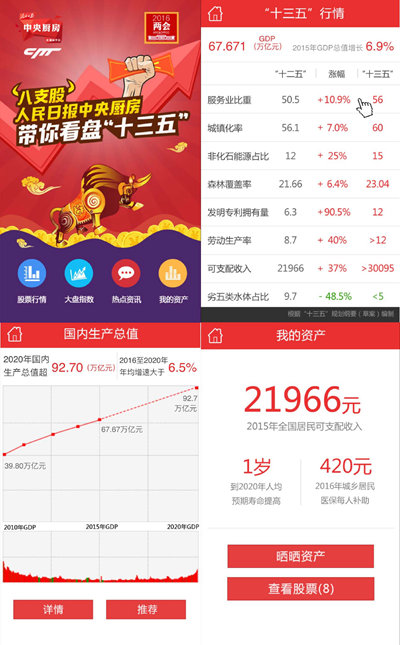 中央厨房
2016
两会
八支股
人民日报中央厨房
带你看盘“十三五”
股票行情
大盘指数
热点资讯
我的资产
“十三五”行情
67.671 GDP (万亿元) 2015年GDP总值增长 6.9%
“十二五” 涨幅 “十三五”
服务业比重 50.5 +10.9% 56
城镇化率 56.1 +7.0% 60
非化石能源占比 12 +25% 15
森林覆盖率 21.66 +6.4% 23.04
发明专利拥有量 6.3 +90.5% 12
劳动生产率 8.7 +40% >12
可支配收入 21966 +37% >30095
劣五类水体占比 9.7 -48.5% <5
根据“十三五”规划纲要（草案）编制
国内生产总值
2020年国内
生产总值超 92.70 (万亿元)
2016至2020年
年均增速大于 6.5%
92.7
万亿元
67.67万亿元
39.80万亿元
2010年GDP 2015年GDP 2020年GDP
详情
推荐
我的资产
21966元
2015年全国居民可支配收入
1岁
到2020年人均
预期寿命提高
420元
2016年城乡居民
医保每人补助
晒晒资产
查看股票(8)